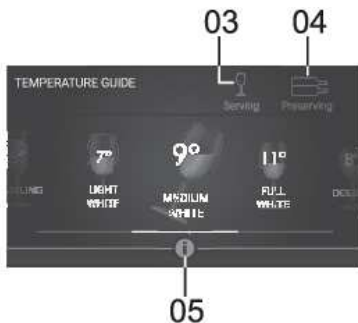 03 04
TEMPERATURE GUIDE
Serving Preserving
7° 9° 11°
LIGHT WHITE
MEDIUM WHITE
FULL WHITE
05